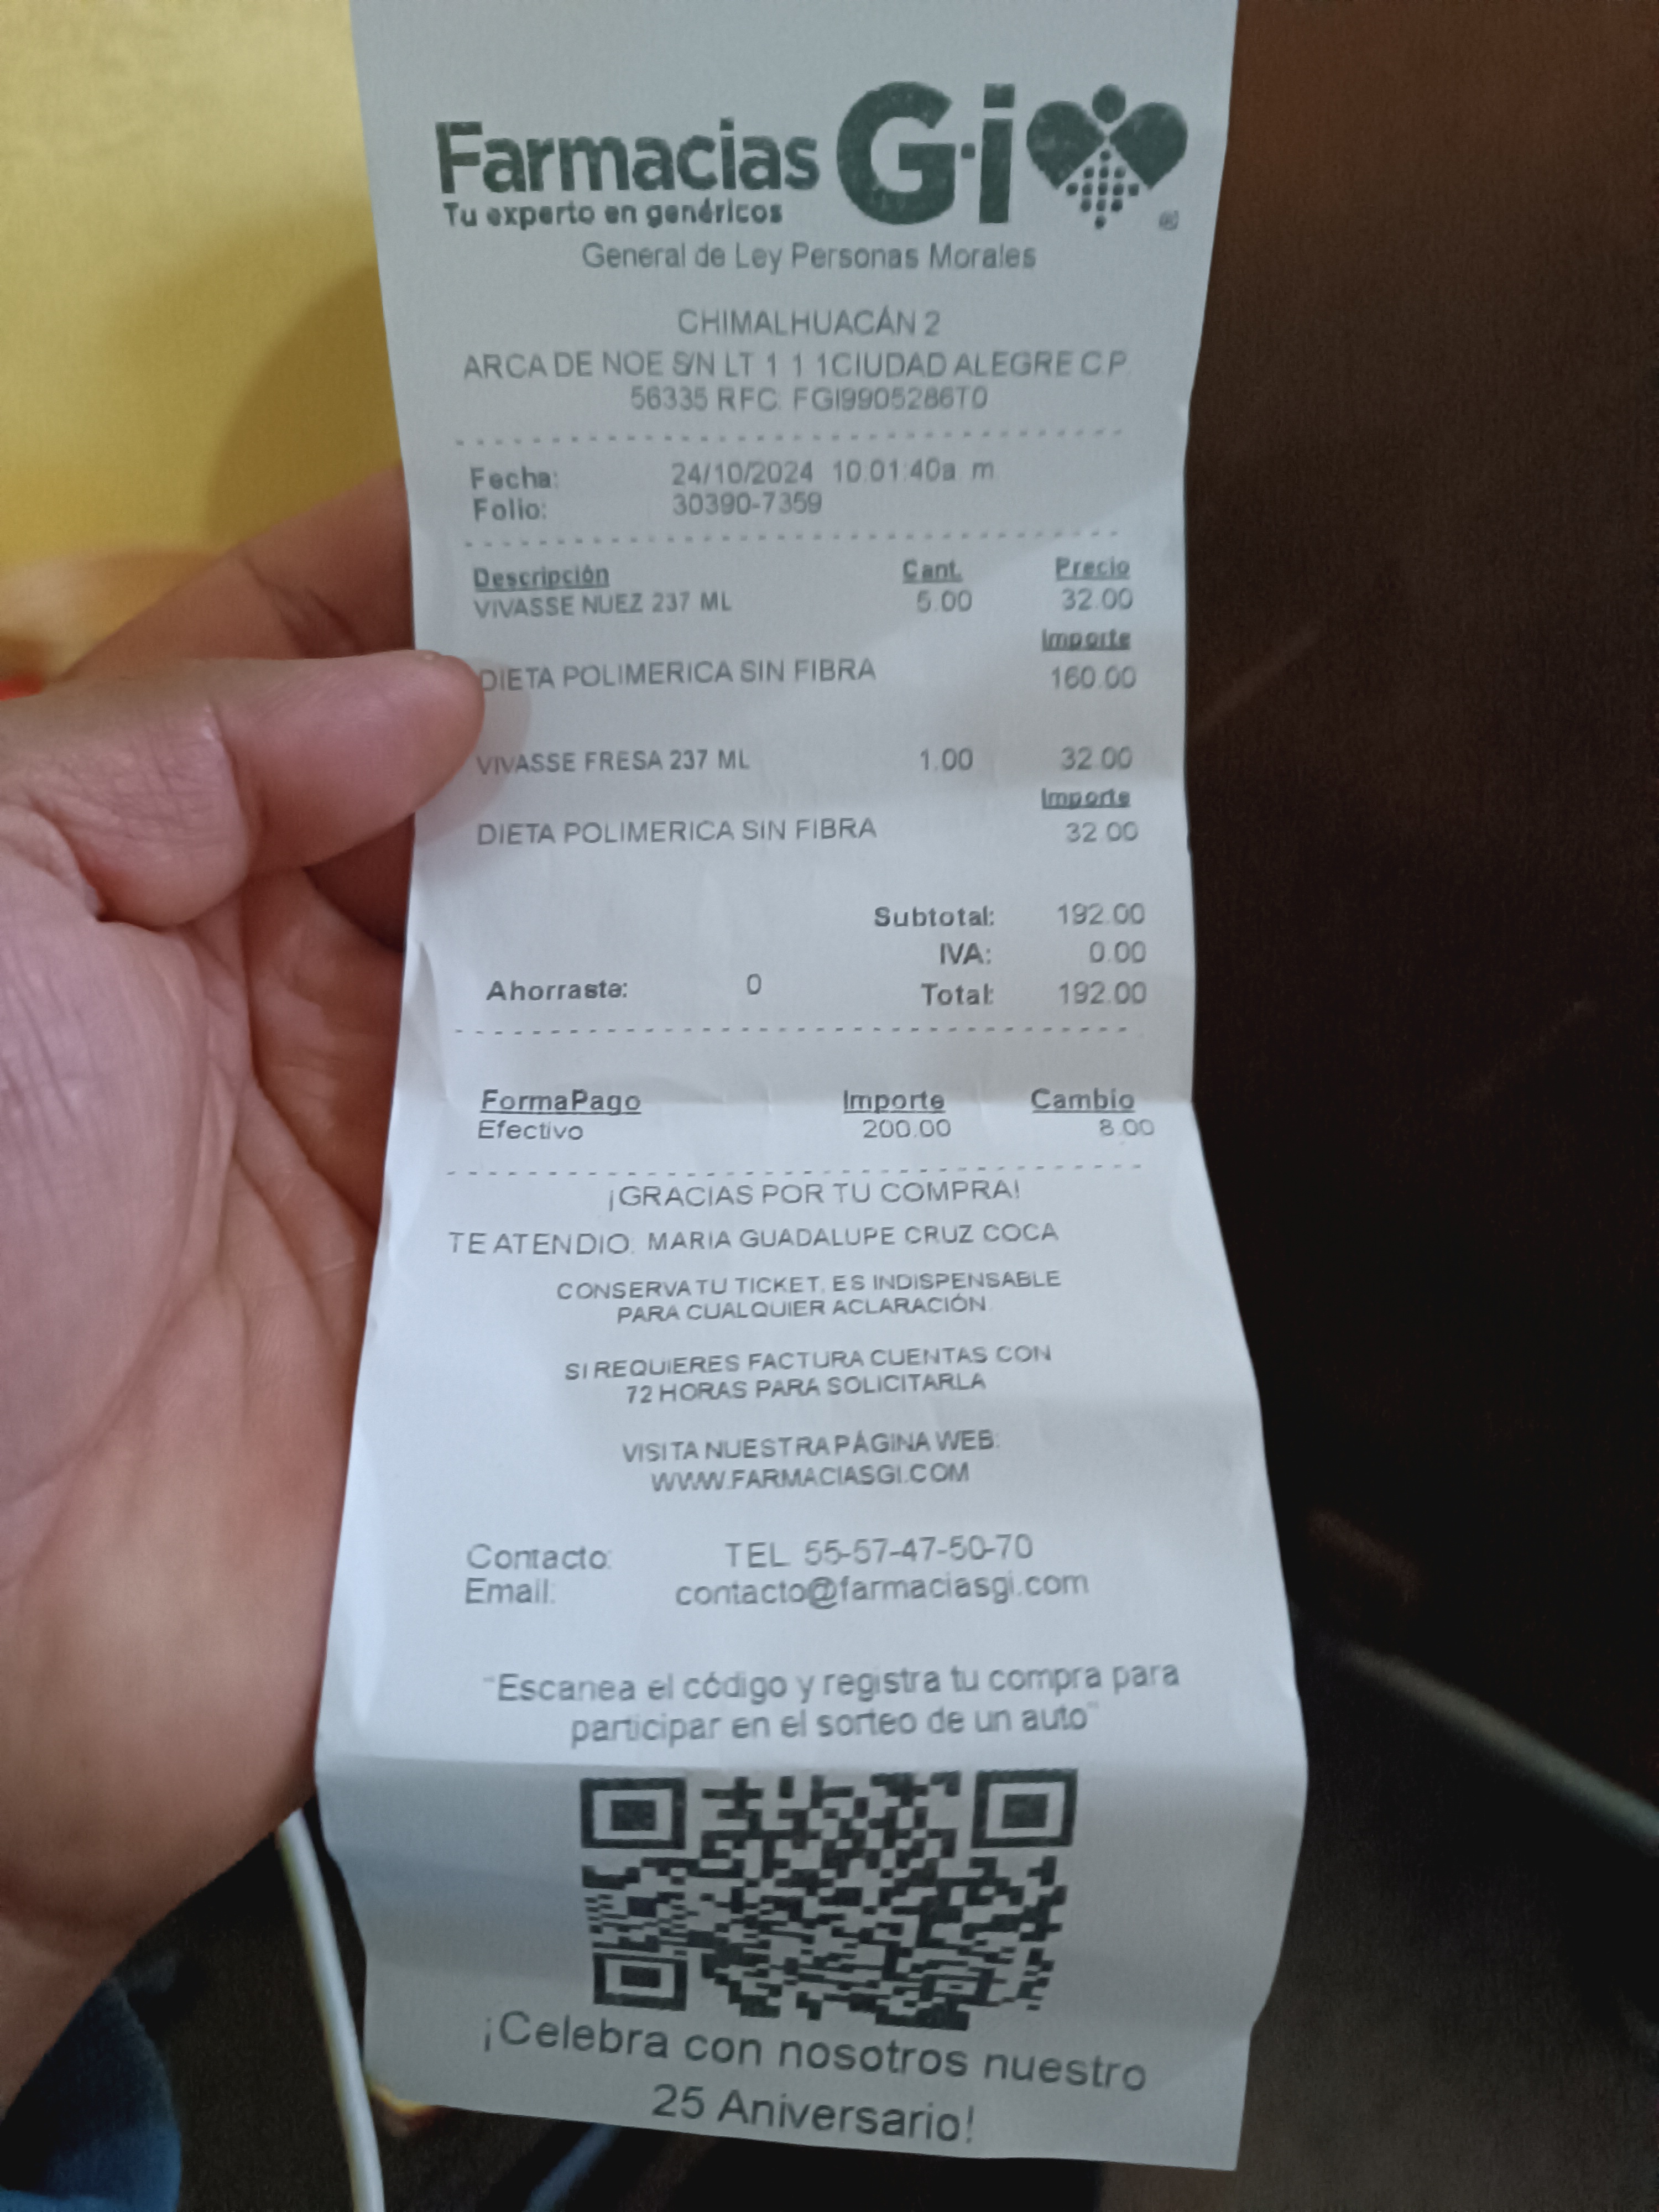 Farmacias G·i
Tu experto en genéricos
General de Ley Personas Morales
CHIMALHUACÁN 2
ARCA DE NOE S/N LT 1 1 1CIUDAD ALEGRE C.P.
56335 RFC. FGI9905286T0
Fecha: 24/10/2024 10:01:40a. m.
Folio: 30390-7359
Descripción Cant. Precio
VIVASSE NUEZ 237 ML 5.00 32.00
Importe
DIETA POLIMERICA SIN FIBRA 160.00
VIVASSE FRESA 237 ML 1.00 32.00
Importe
DIETA POLIMERICA SIN FIBRA 32.00
Subtotal: 192.00
IVA: 0.00
Ahorraste: 0 Total: 192.00
FormaPago Importe Cambio
Efectivo 200.00 8.00
¡GRACIAS POR TU COMPRA!
TE ATENDIO: MARIA GUADALUPE CRUZ COCA
CONSERVA TU TICKET, ES INDISPENSABLE
PARA CUALQUIER ACLARACIÓN.
SI REQUIERES FACTURA CUENTAS CON
72 HORAS PARA SOLICITARLA
VISITA NUESTRA PÁGINA WEB:
WWW.FARMACIASGI.COM
Contacto: TEL. 55-57-47-50-70
Email: contacto@farmaciasgi.com
"Escanea el código y registra tu compra para
participar en el sorteo de un auto"
¡Celebra con nosotros nuestro
25 Aniversario!